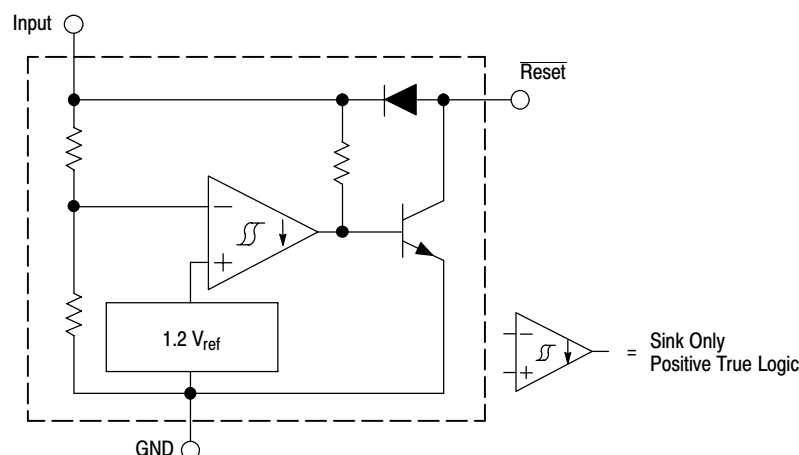 Input
Reset
−
+
1.2 Vref
GND
−
+
= Sink Only
Positive True Logic